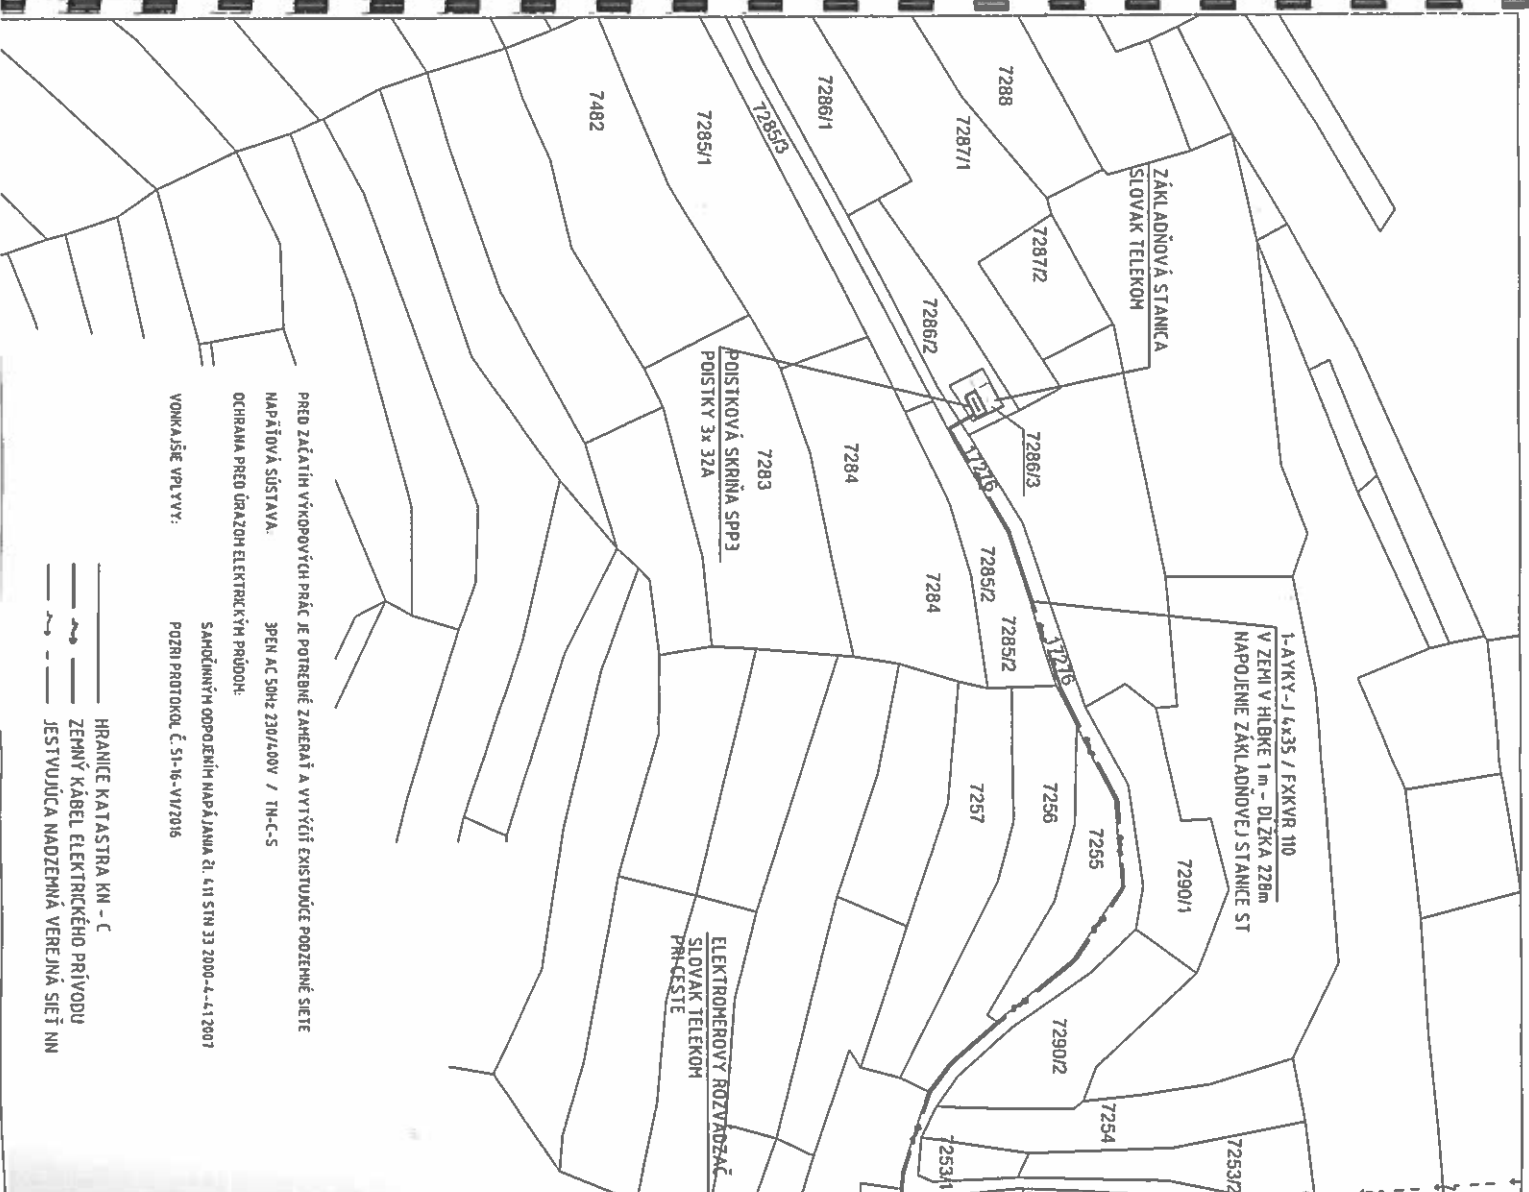 7288
7286/1
7287/1
7482
7285/1
7285/3
ZÁKLADŇOVÁ STANICA
SLOVAK TELEKOM
7287/2
7286/2
7286/3
POISTKOVÁ SKRIŇA SPP3
POISTKY 3x 32A
7283
7284
17276
7285/2
7284
7285/2
17276
1-AYKY-J 4x35 / FXKVR 110
V ZEMI V HĹBKE 1 m - DĹŽKA 228m
NAPOJENIE ZÁKLADŇOVEJ STANICE ST
7257
7256
7255
7290/1
7290/2
7254
7253/1
7253/2
ELEKTROMEROVÝ ROZVÁDZAČ
SLOVAK TELEKOM
PRI CESTE
PRED ZAČATÍM VÝKOPOVÝCH PRÁC JE POTREBNÉ ZAMERAŤ A VYTÝČIŤ EXISTUJÚCE PODZEMNÉ SIETE
NAPÄŤOVÁ SÚSTAVA: 3PEN AC 50Hz 230/400V / TN-C-S
OCHRANA PRED ÚRAZOM ELEKTRICKÝM PRÚDOM:
SAMOČINNÝM ODPOJENÍM NAPÁJANIA čl. 411 STN 33 2000-4-41 2007
VONKAJŠIE VPLYVY: POZRI PROTOKOL Č. 51-16-V1/2016
HRANICE KATASTRA KN - C
ZEMNÝ KÁBEL ELEKTRICKÉHO PRÍVODU
JESTVUJÚCA NADZEMNÁ VEREJNÁ SIEŤ NN